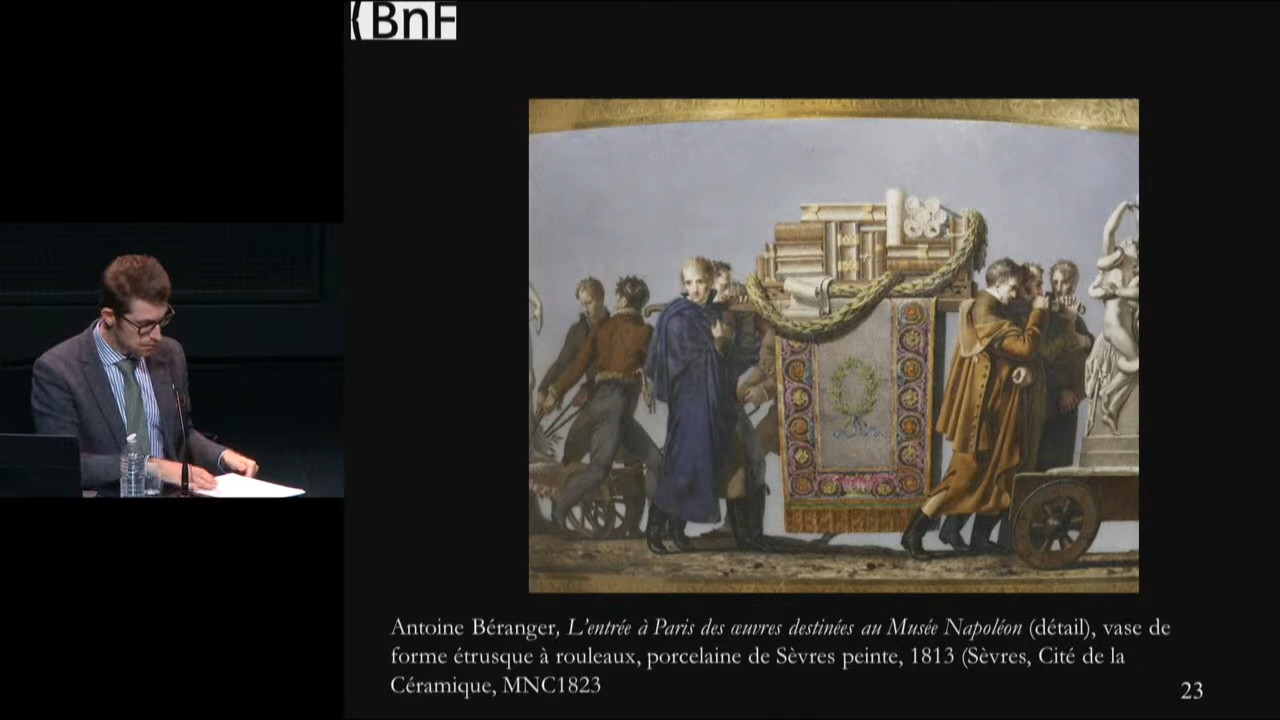 BnF
Antoine Béranger, L'entrée à Paris des œuvres destinées au Musée Napoléon (détail), vase de
forme étrusque à rouleaux, porcelaine de Sèvres peinte, 1813 (Sèvres, Cité de la
Céramique, MNC1823
23